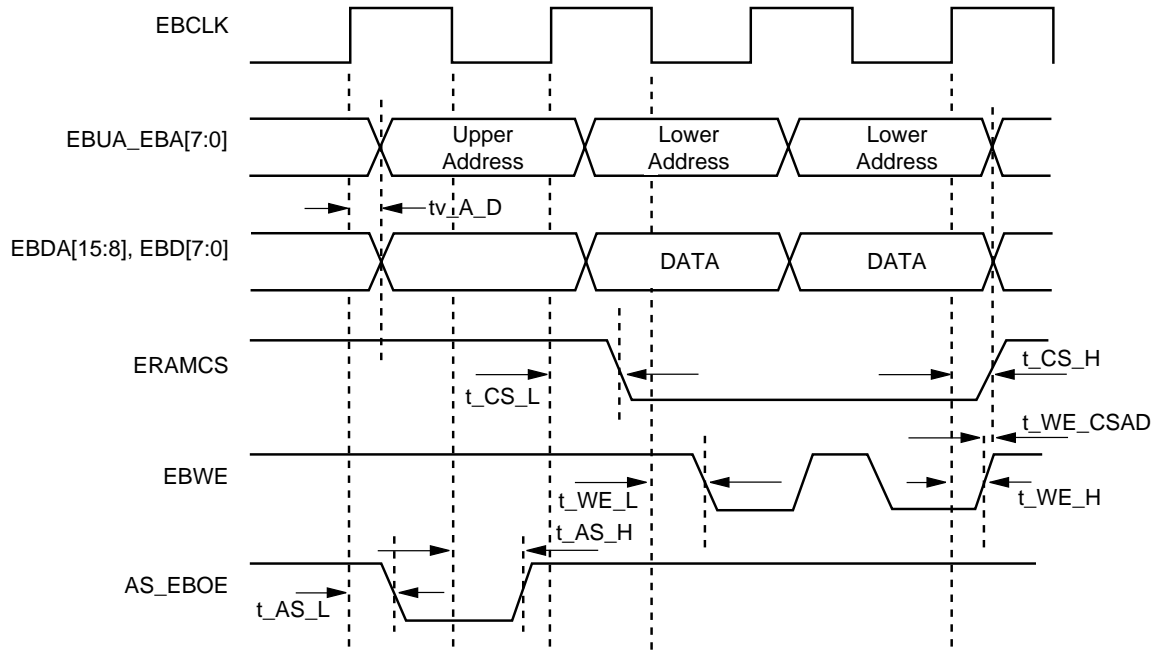 EBCLK
EBUA_EBA[7:0]
Upper
Address
Lower
Address
Lower
Address
tv_A_D
EBDA[15:8], EBD[7:0]
DATA
DATA
ERAMCS
t_CS_L
t_CS_H
t_WE_CSAD
EBWE
t_WE_L
t_WE_H
t_AS_H
AS_EBOE
t_AS_L